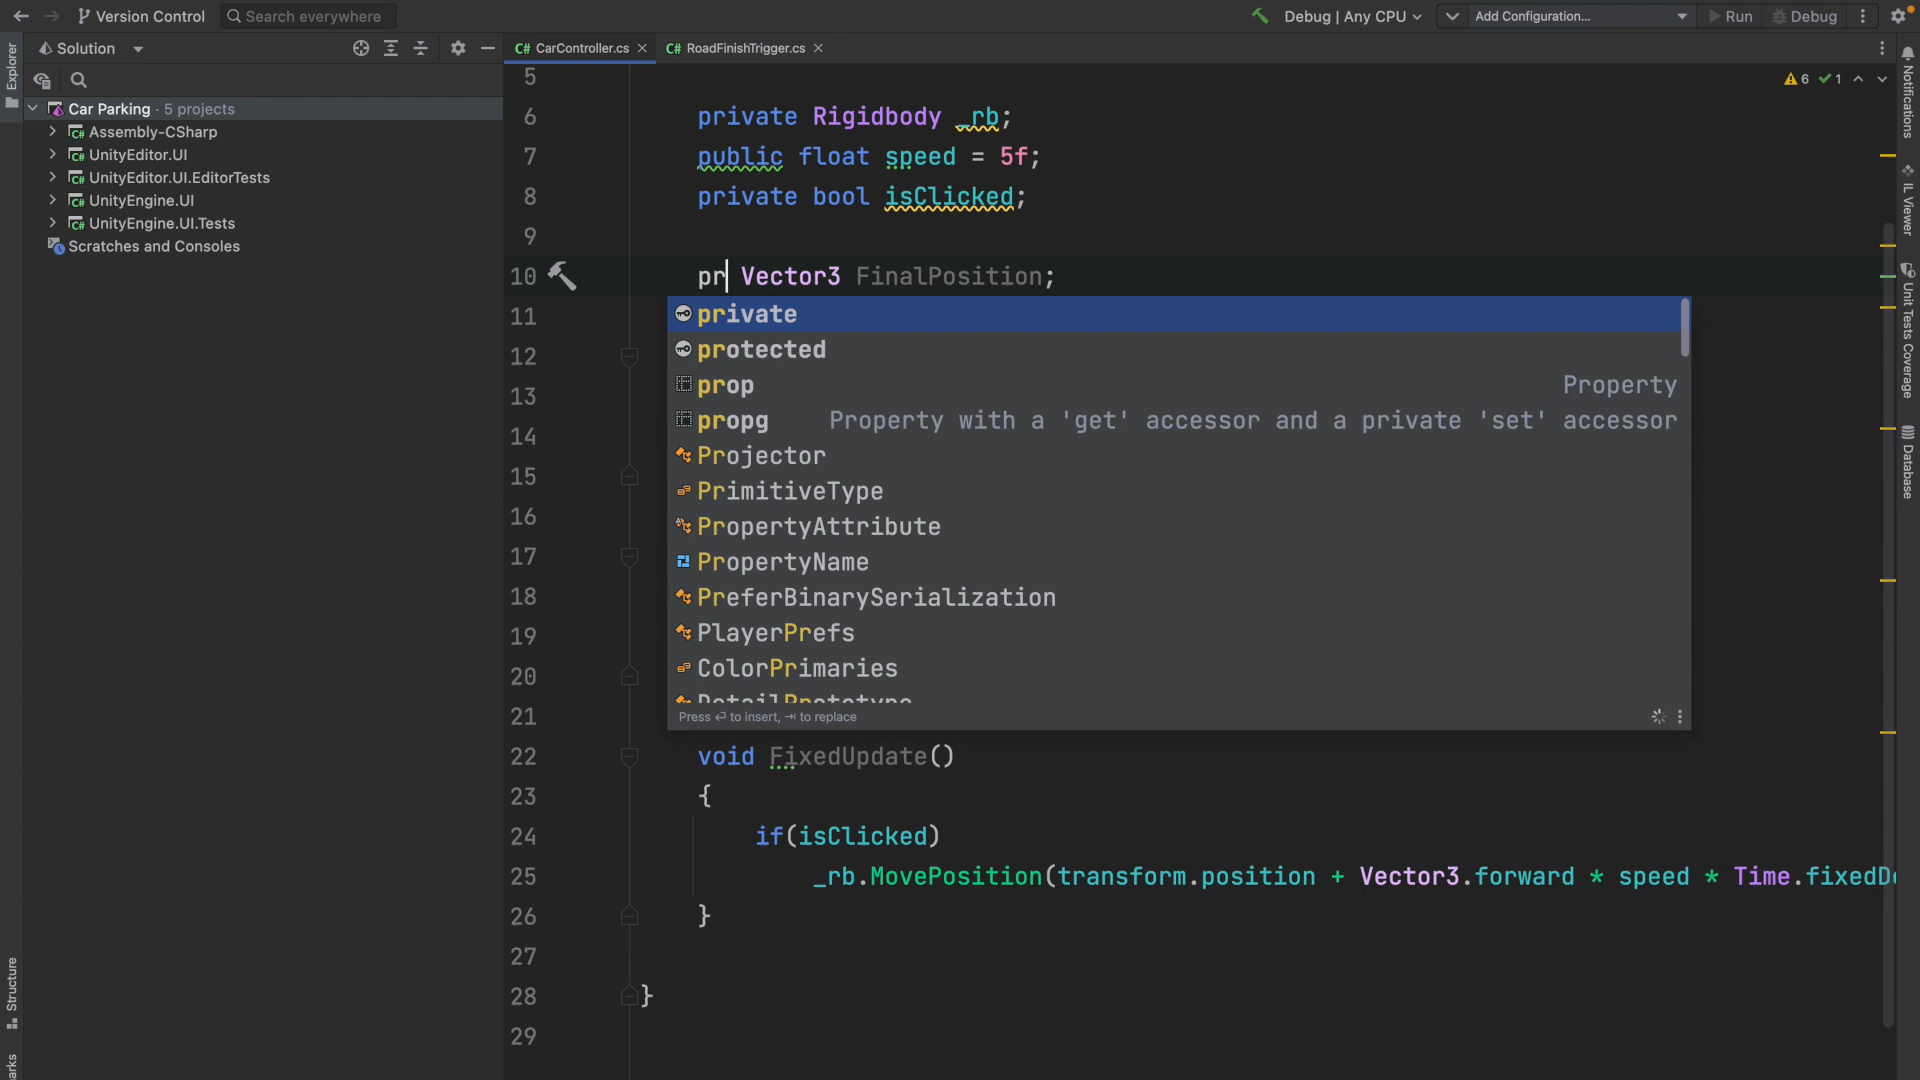 Version Control
Search everywhere
Debug | Any CPU
Add Configuration...
Run
Debug
Explorer
Solution
C# CarController.cs
C# RoadFinishTrigger.cs
Car Parking · 5 projects
C# Assembly-CSharp
C# UnityEditor.UI
C# UnityEditor.UI.EditorTests
C# UnityEngine.UI
C# UnityEngine.UI.Tests
Scratches and Consoles
Structure
arks
6
1
5
6 private Rigidbody _rb;
7 public float speed = 5f;
8 private bool isClicked;
9
10 pr Vector3 FinalPosition;
11
12
13
14
15
16
17
18
19
20
21
private
protected
prop Property
propg Property with a 'get' accessor and a private 'set' accessor
Projector
PrimitiveType
PropertyAttribute
PropertyName
PreferBinarySerialization
PlayerPrefs
ColorPrimaries
DetailPrototype
Press ⏎ to insert, ⇥ to replace
22 void FixedUpdate()
23 {
24 if(isClicked)
25 _rb.MovePosition(transform.position + Vector3.forward * speed * Time.fixedD
26 }
27
28 }
29
Notifications
IL Viewer
Unit Tests Coverage
Database